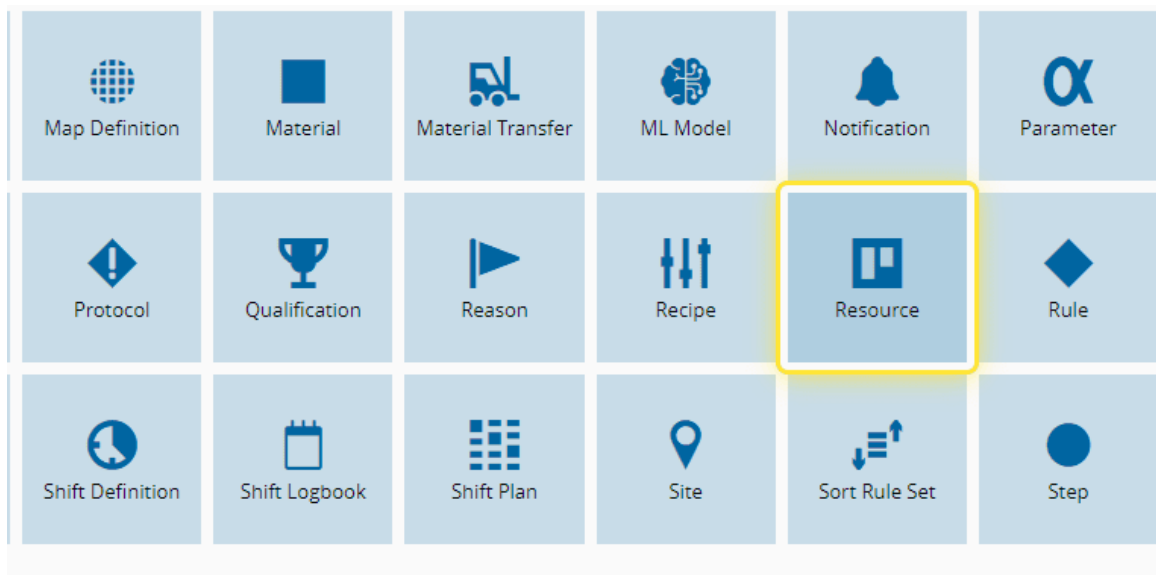 Map Definition
Material
Material Transfer
ML Model
Notification
Parameter
Protocol
Qualification
Reason
Recipe
Resource
Rule
Shift Definition
Shift Logbook
Shift Plan
Site
Sort Rule Set
Step